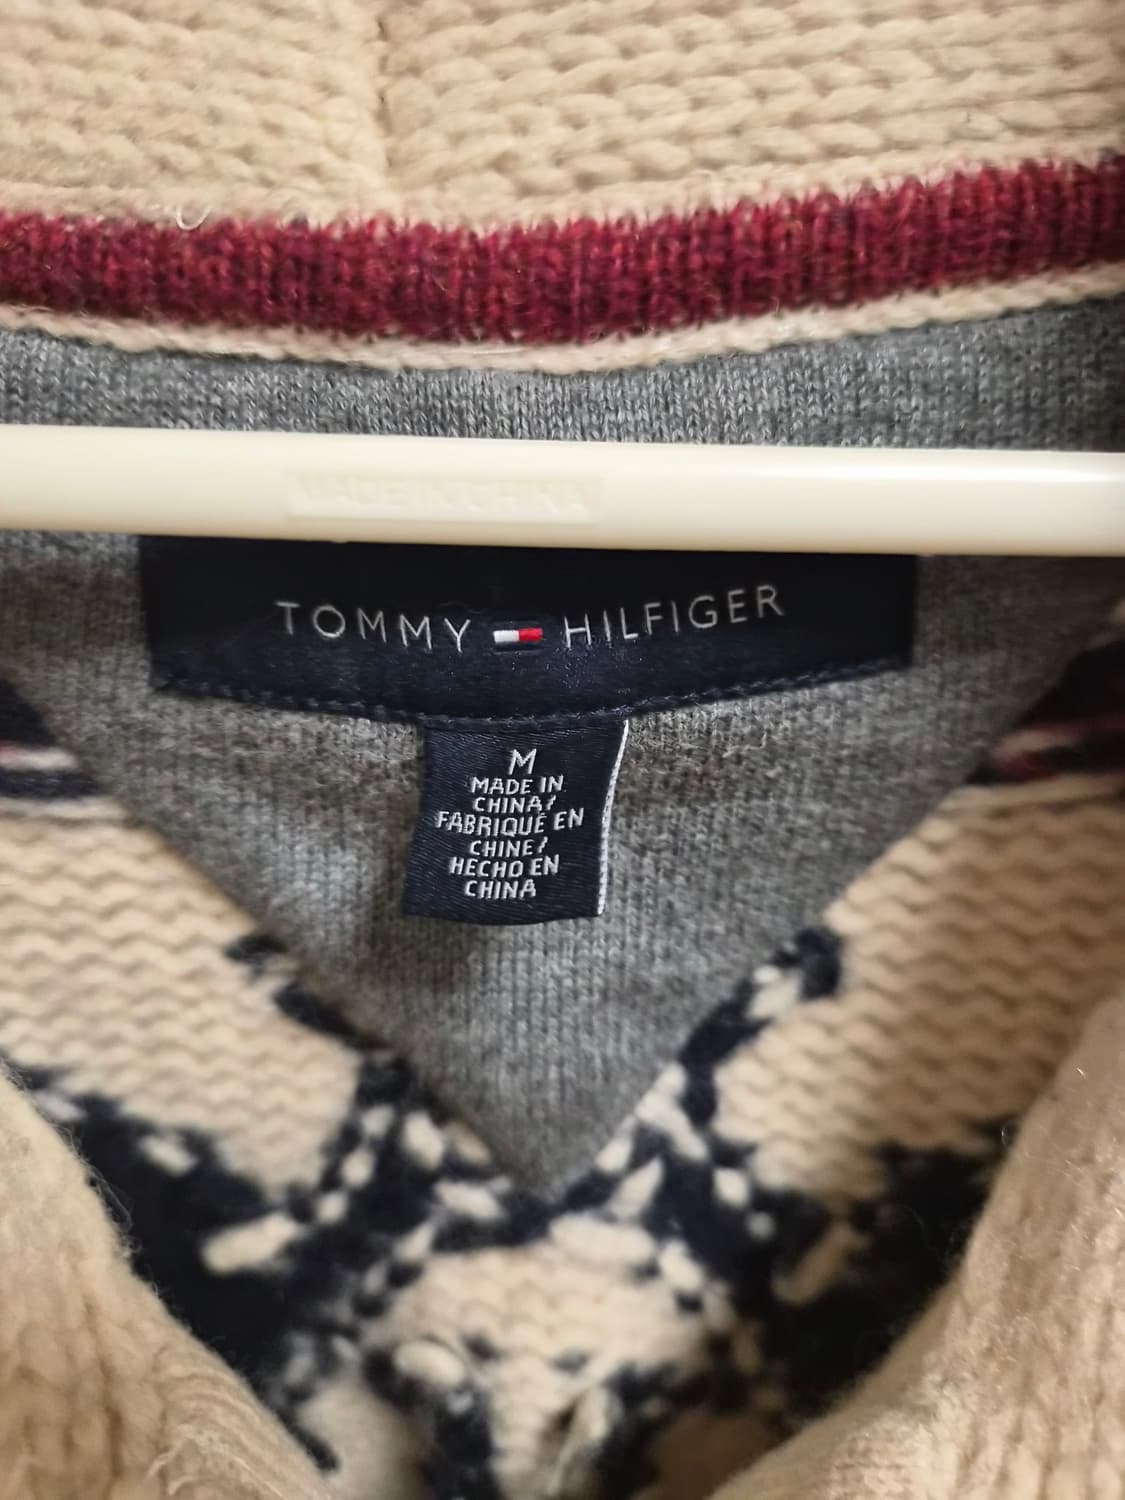 MADE IN CHINA
TOMMY HILFIGER
M
MADE IN
CHINA/
FABRIQUÉ EN
CHINE/
HECHO EN
CHINA